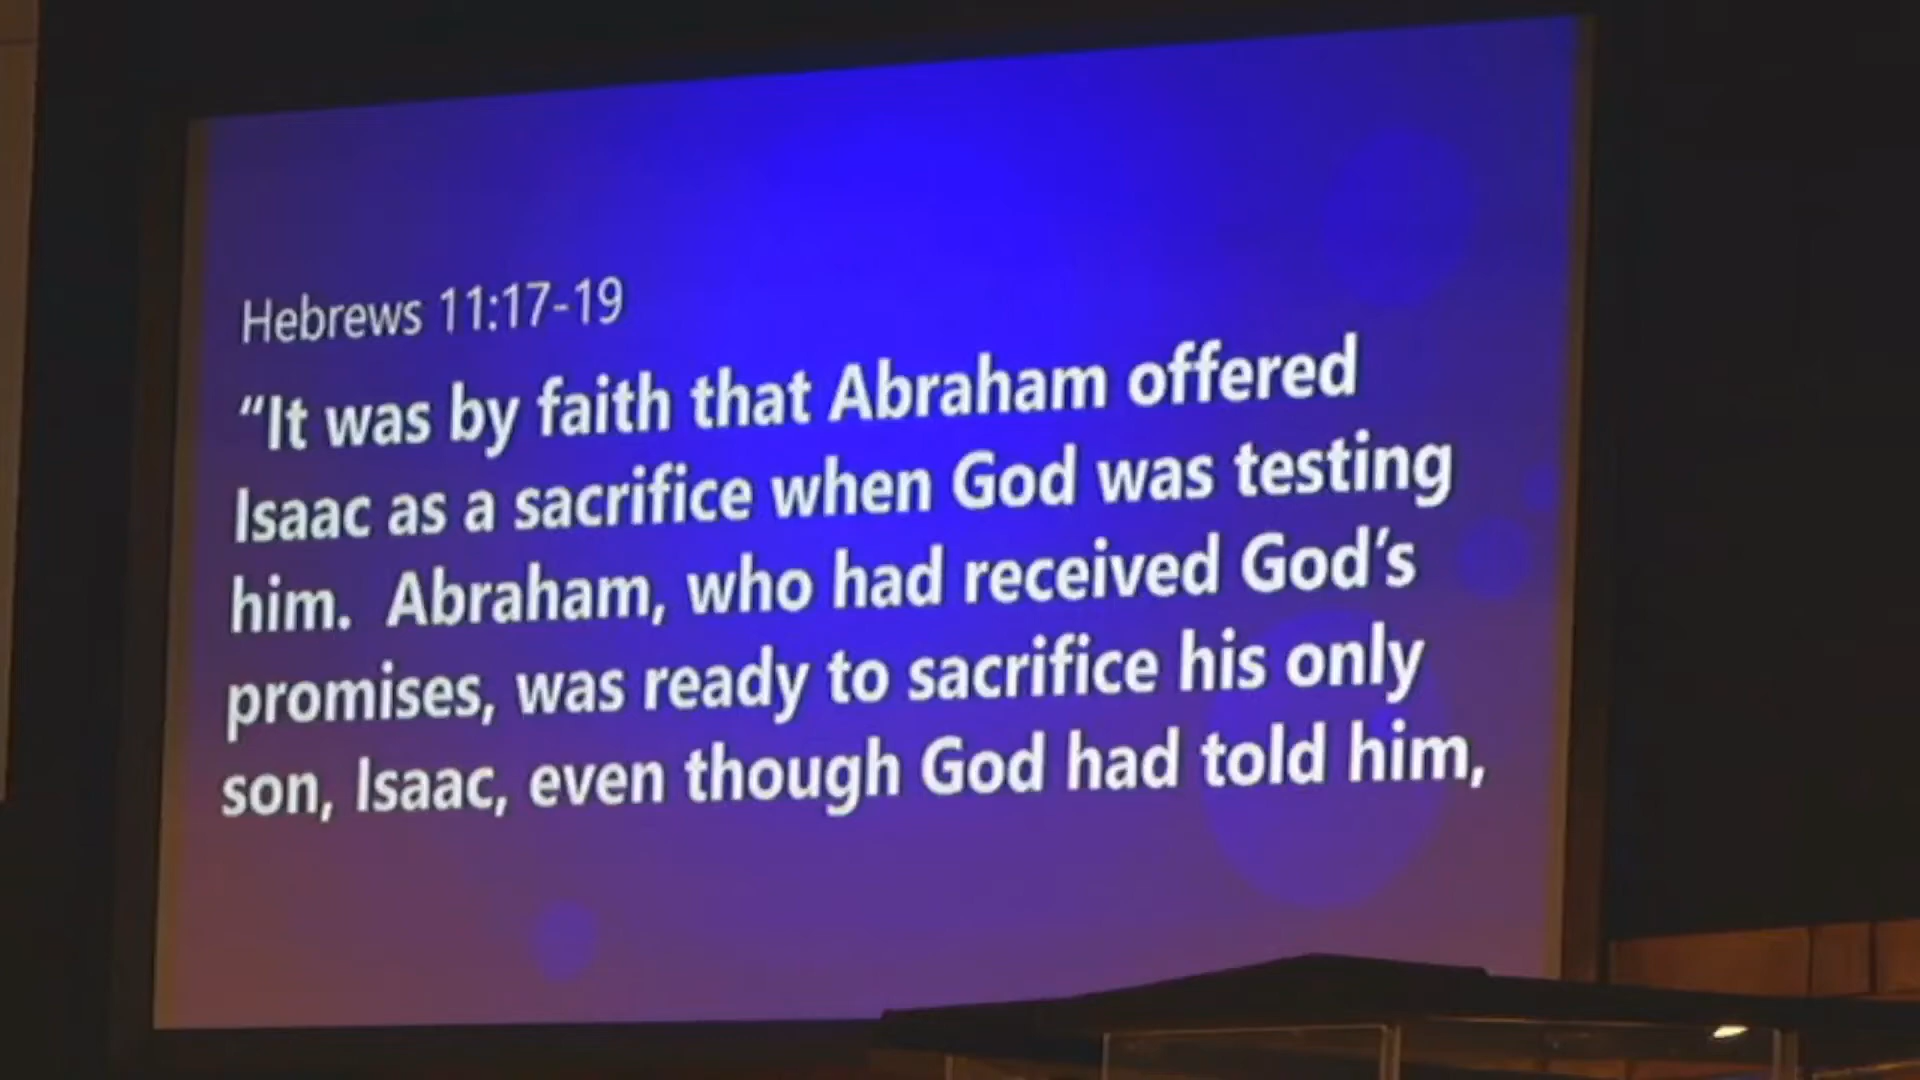 Hebrews 11:17-19
“It was by faith that Abraham offered
Isaac as a sacrifice when God was testing
him.  Abraham, who had received God’s
promises, was ready to sacrifice his only
son, Isaac, even though God had told him,